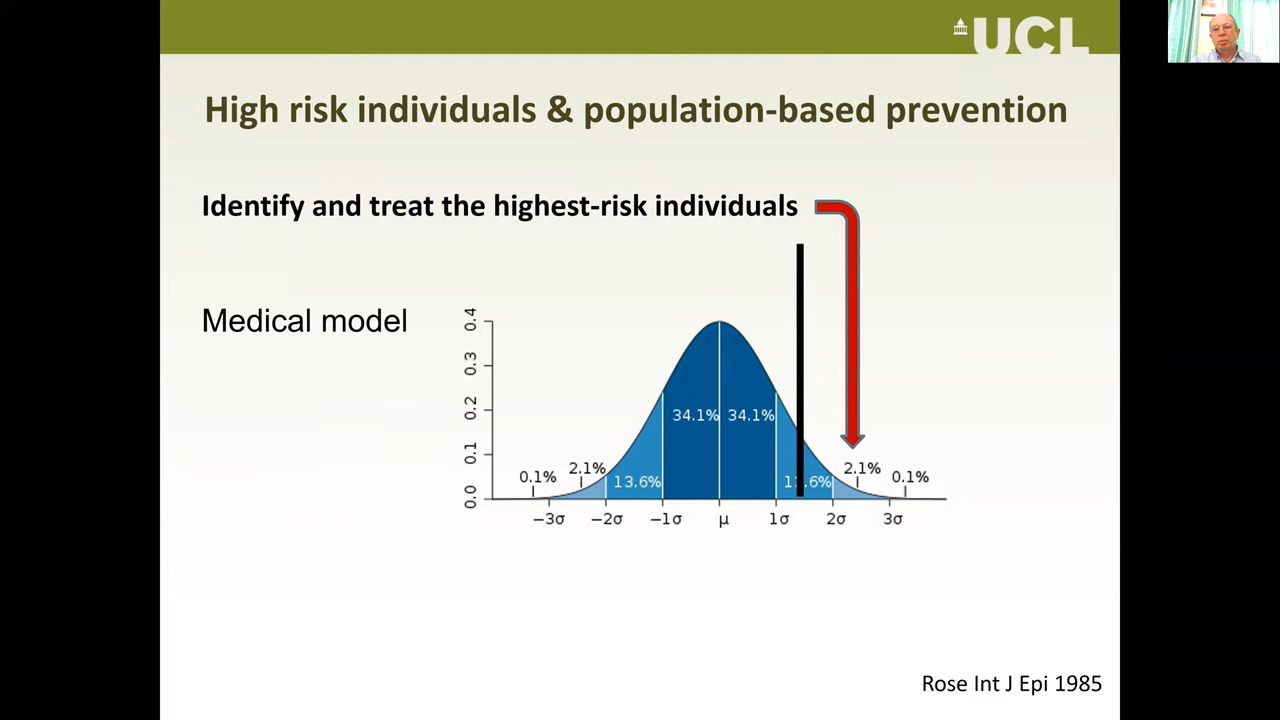 UCL
High risk individuals & population-based prevention
Identify and treat the highest-risk individuals
Medical model
0.4
0.3
0.2
0.1
0.0
34.1% 34.1%
0.1% 2.1% 2.1% 0.1%
13.6% 13.6%
−3σ −2σ −1σ μ 1σ 2σ 3σ
Rose Int J Epi 1985